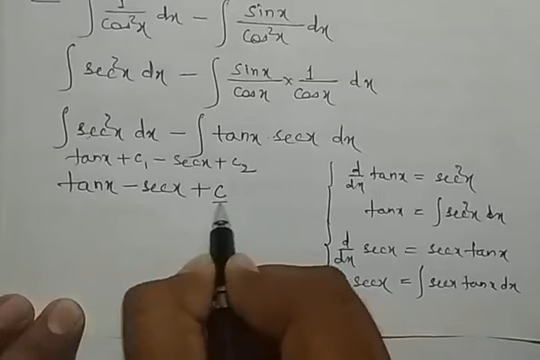 ∫ 1/cos²x dx − ∫ sinx/cos²x dx
∫ sec²x dx − ∫ sinx/cosx × 1/cosx dx
∫ sec²x dx − ∫ tanx · secx dx
tanx + c₁ − secx + c₂
tanx − secx + c
d/dx tanx = sec²x
tanx = ∫ sec²x dx
d/dx secx = secx tanx
secx = ∫ secx tanx dx